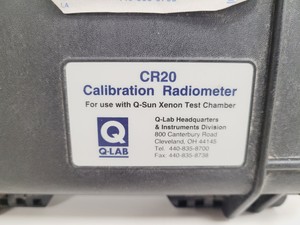 CR20
Calibration Radiometer
For use with Q-Sun Xenon Test Chamber
Q
Q-LAB
Q-Lab Headquarters
& Instruments Division
800 Canterbury Road
Cleveland, OH 44145
Tel. 440-835-8700
Fax 440-835-8738